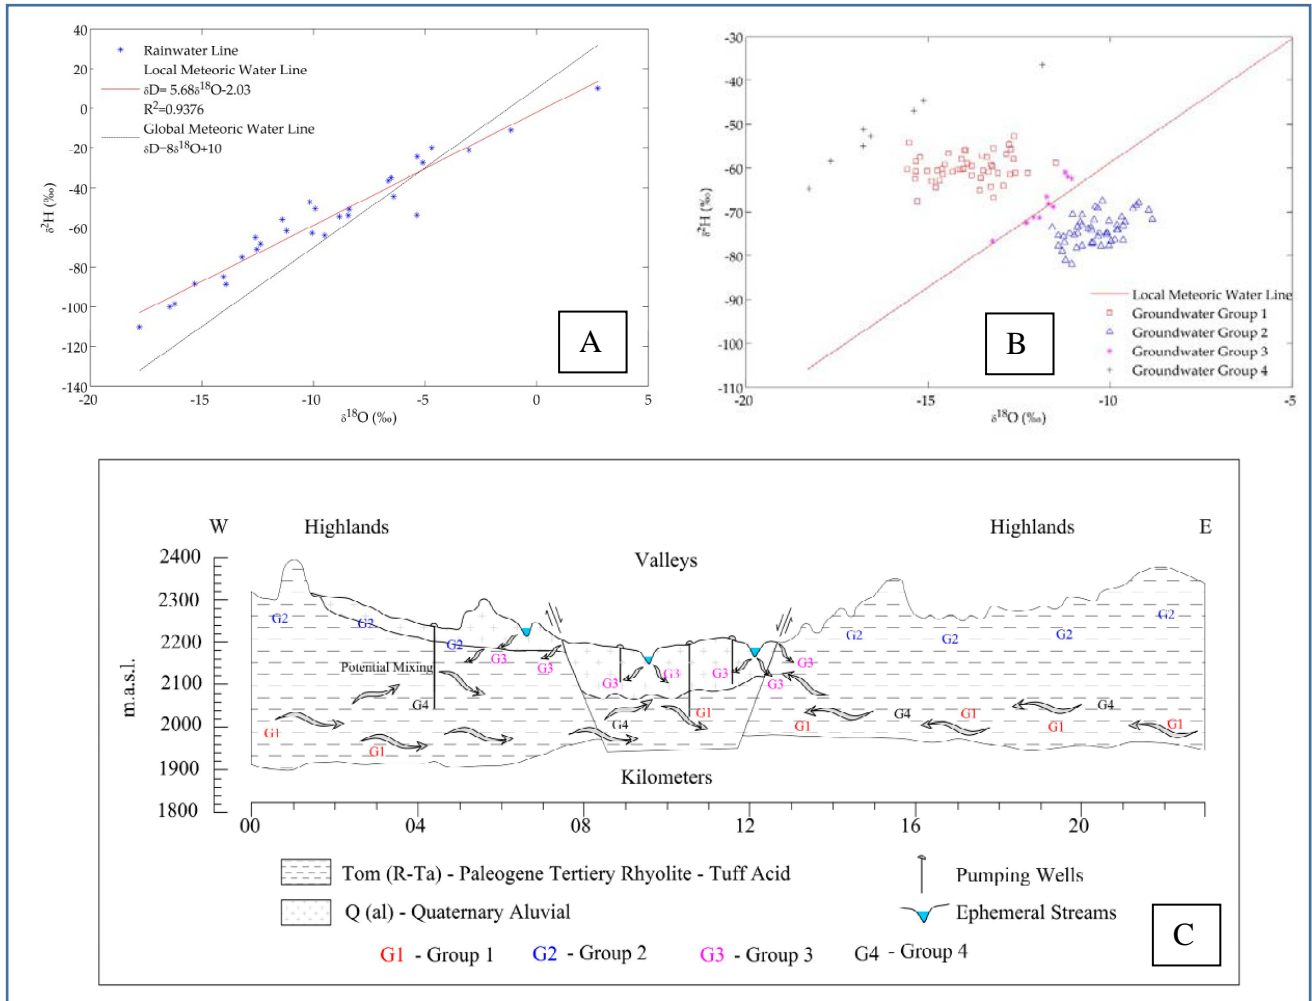 40
20
0
-20
-40
-60
-80
-100
-120
-140
-20
-15
-10
-5
0
5
δ²H (‰)
δ¹⁸O (‰)
Rainwater Line
Local Meteoric Water Line
δD= 5.68δ¹⁸O-2.03
R²=0.9376
Global Meteoric Water Line
δD=8δ¹⁸O+10
A
-30
-40
-50
-60
-70
-80
-90
-100
-110
-20
-15
-10
-5
δ²H (‰)
δ¹⁸O (‰)
Local Meteoric Water Line
Groundwater Group 1
Groundwater Group 2
Groundwater Group 3
Groundwater Group 4
B
W Highlands Valleys Highlands E
m.a.s.l.
2400
2300
2200
2100
2000
1900
1800
G2
G2
G2
G2
G2
G2
G2
G3
G3
G3
G3
G3
G3
G3
Potential Mixing
G4
G4
G4
G4
G1
G1
G1
G1
G1
G1
G1
Kilometers
00 04 08 12 16 20
Tom (R-Ta) - Paleogene Tertiery Rhyolite - Tuff Acid
Q (al) - Quaternary Aluvial
Pumping Wells
Ephemeral Streams
G1 - Group 1 G2 - Group 2 G3 - Group 3 G4 - Group 4
C